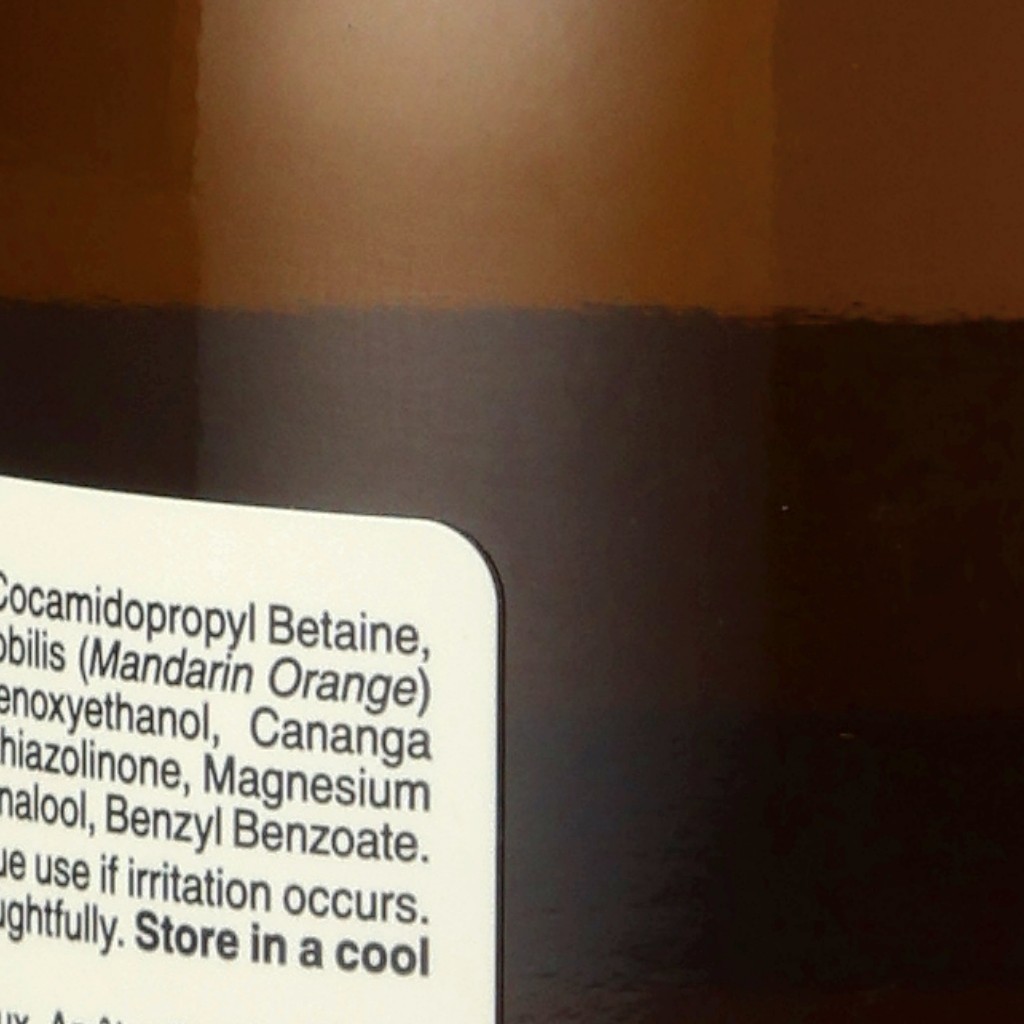 Cocamidopropyl Betaine,
obilis (Mandarin Orange)
enoxyethanol, Cananga
hiazolinone, Magnesium
nalool, Benzyl Benzoate.
ue use if irritation occurs.
ughtfully. Store in a cool